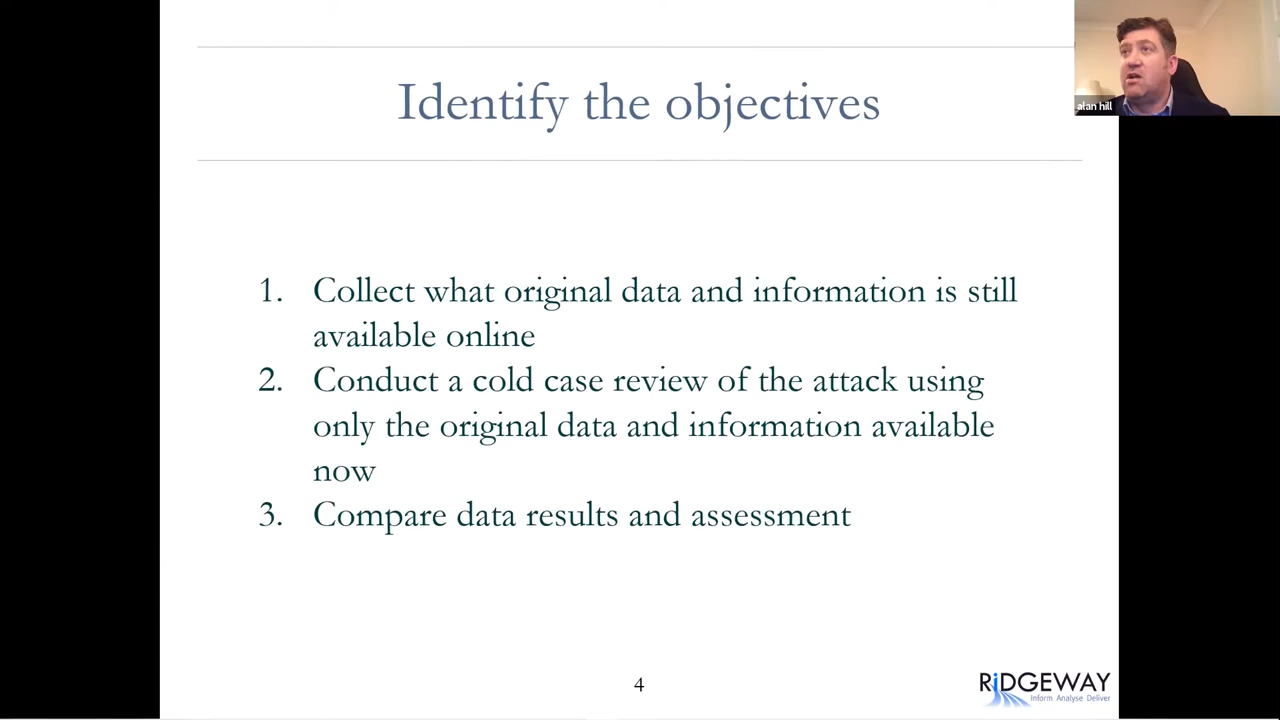 Identify the objectives
alan hill
1. Collect what original data and information is still
available online
2. Conduct a cold case review of the attack using
only the original data and information available
now
3. Compare data results and assessment
4
RIDGEWAY
Inform Analyse Deliver